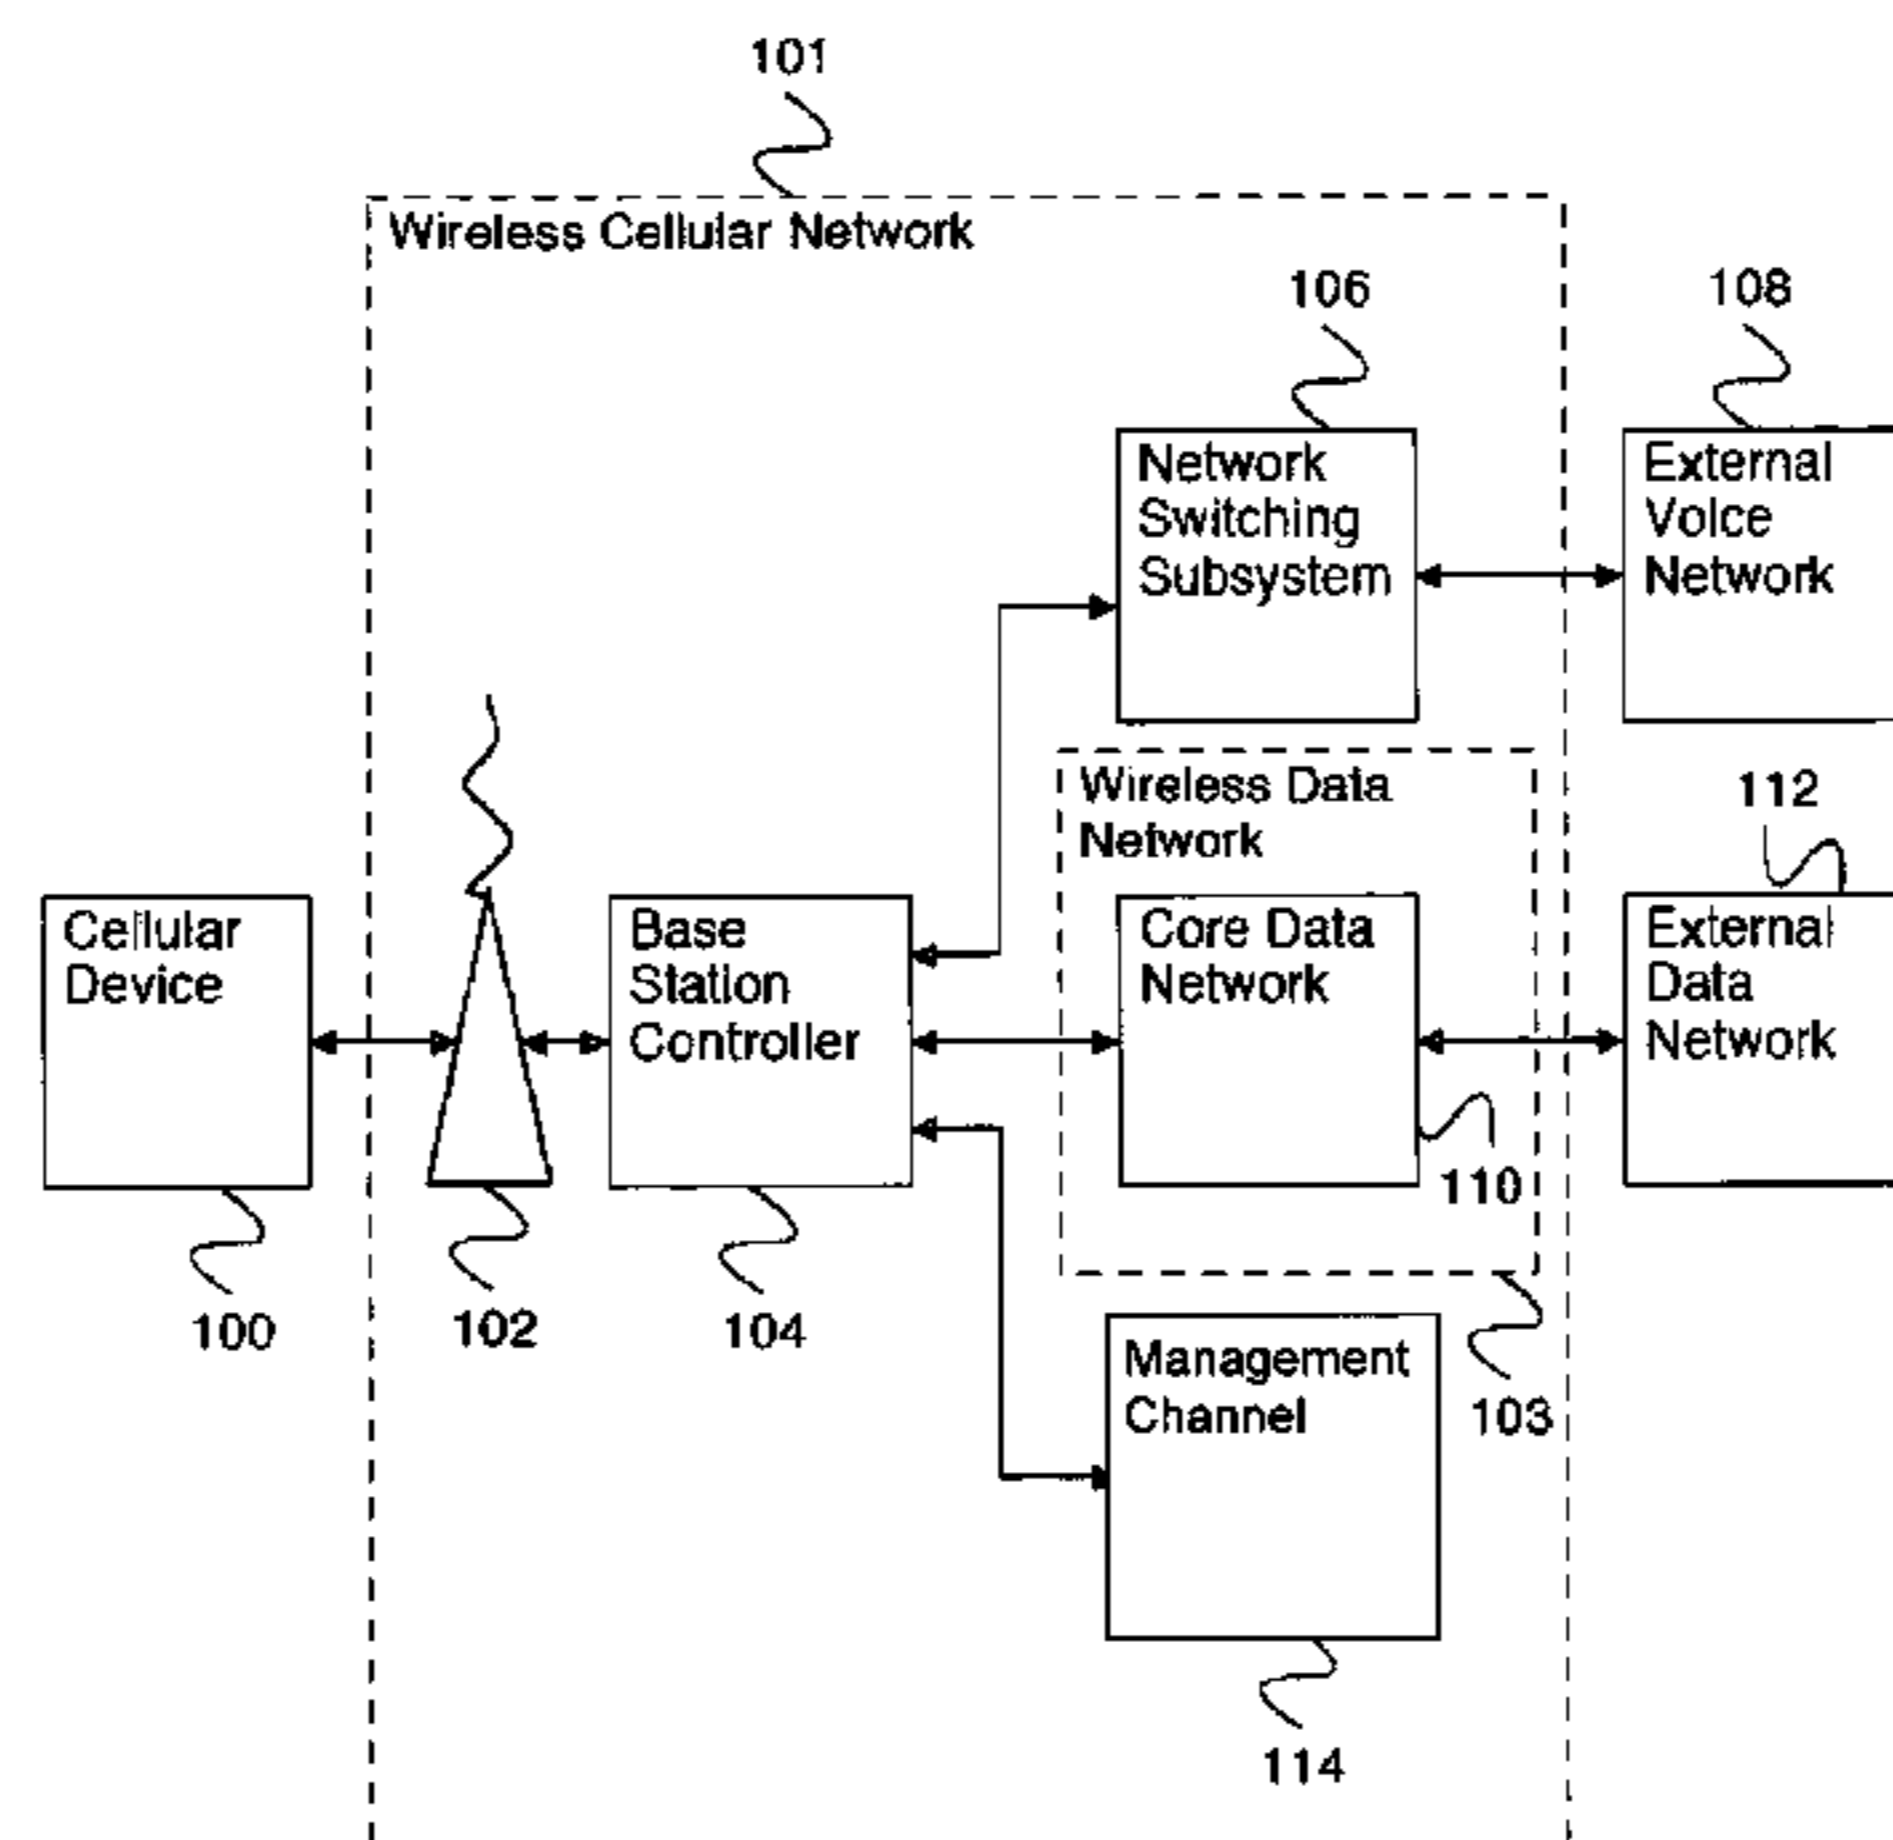 101
Wireless Cellular Network
106
108
Network
Switching
Subsystem
External
Voice
Network
Wireless Data
Network
112
Cellular
Device
Base
Station
Controller
Core Data
Network
External
Data
Network
110
100
102
104
Management
Channel
103
114